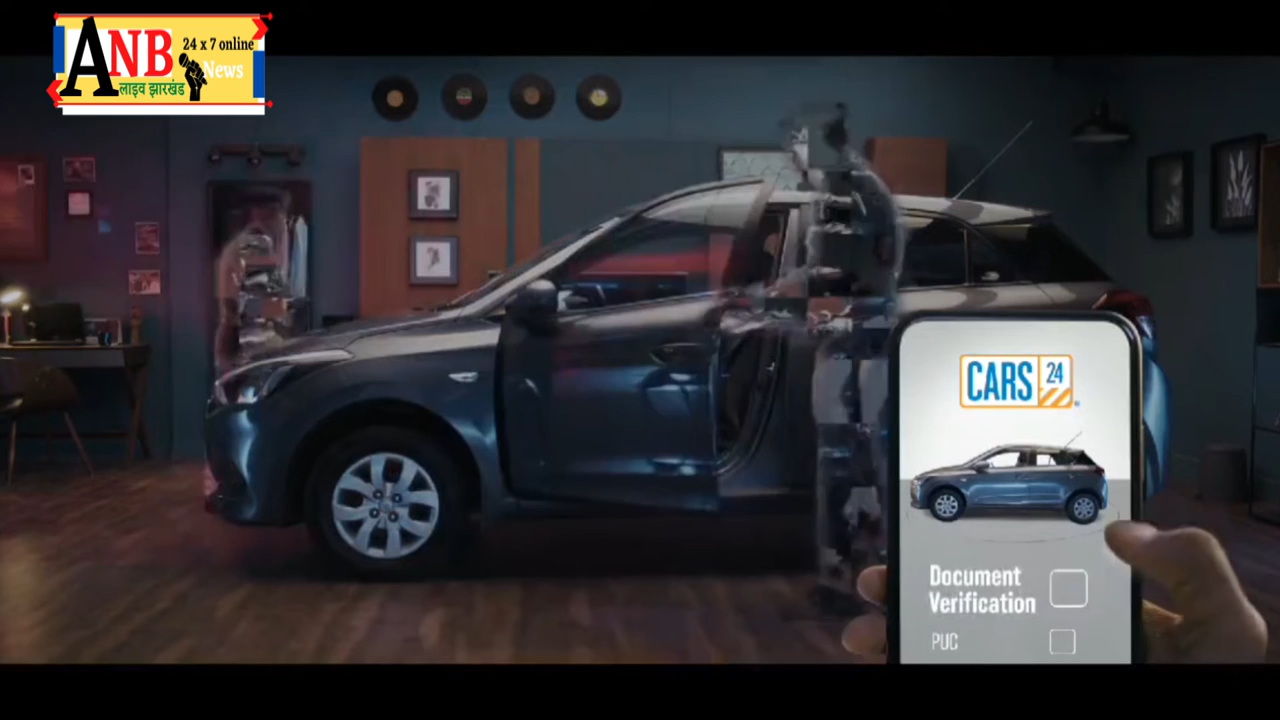 ANB
24 x 7 online
News
लाइव झारखंड
CARS 24
Document
Verification
PUC